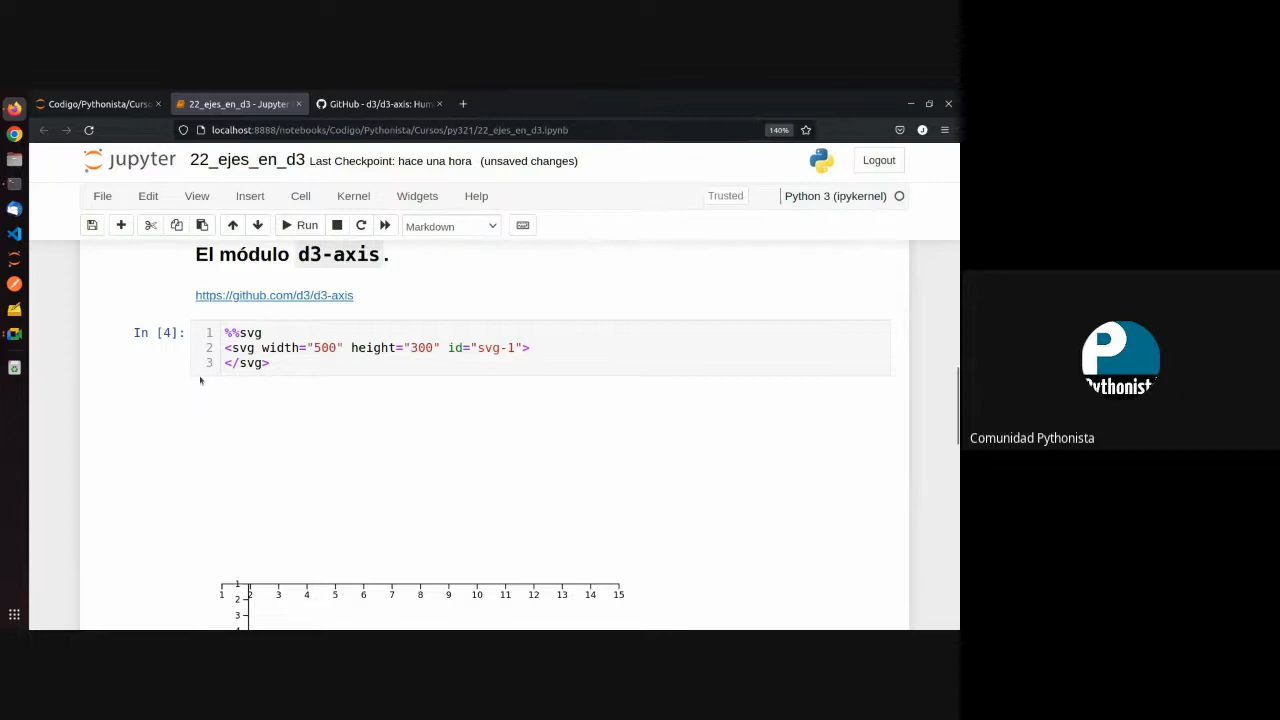 Codigo/Pythonista/Curso
22_ejes_en_d3 - Jupyter
GitHub - d3/d3-axis: Hum
localhost:8888/notebooks/Codigo/Pythonista/Cursos/py321/22_ejes_en_d3.ipynb
140%
jupyter 22_ejes_en_d3 Last Checkpoint: hace una hora (unsaved changes)
Logout
File Edit View Insert Cell Kernel Widgets Help
Trusted
Python 3 (ipykernel)
Run
Markdown
El módulo d3-axis.
https://github.com/d3/d3-axis
In [4]:
1 %%svg
2 <svg width="500" height="300" id="svg-1">
3 </svg>
1
1 2 3 4 5 6 7 8 9 10 11 12 13 14 15
2
3
P
Pythonist
Comunidad Pythonista